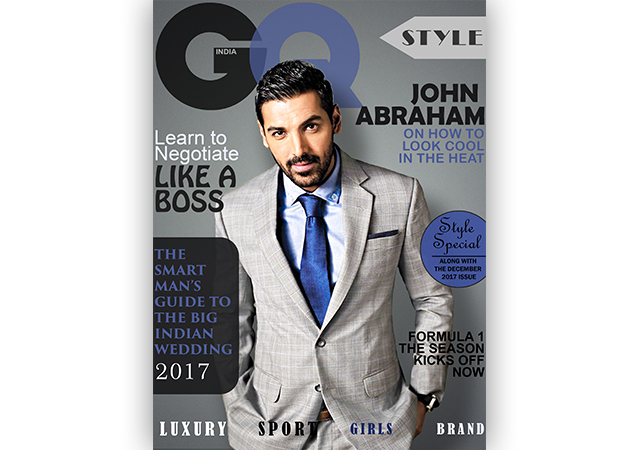 GQ
INDIA
STYLE
JOHN
ABRAHAM
ON HOW TO
LOOK COOL
IN THE HEAT
Learn to
Negotiate
LIKE A
BOSS
Style
Special
ALONG WITH
THE DECEMBER
2017 ISSUE
THE
SMART
MAN'S
GUIDE TO
THE BIG
INDIAN
WEDDING
2017
FORMULA 1
THE SEASON
KICKS OFF
NOW
LUXURY SPORT GIRLS BRAND